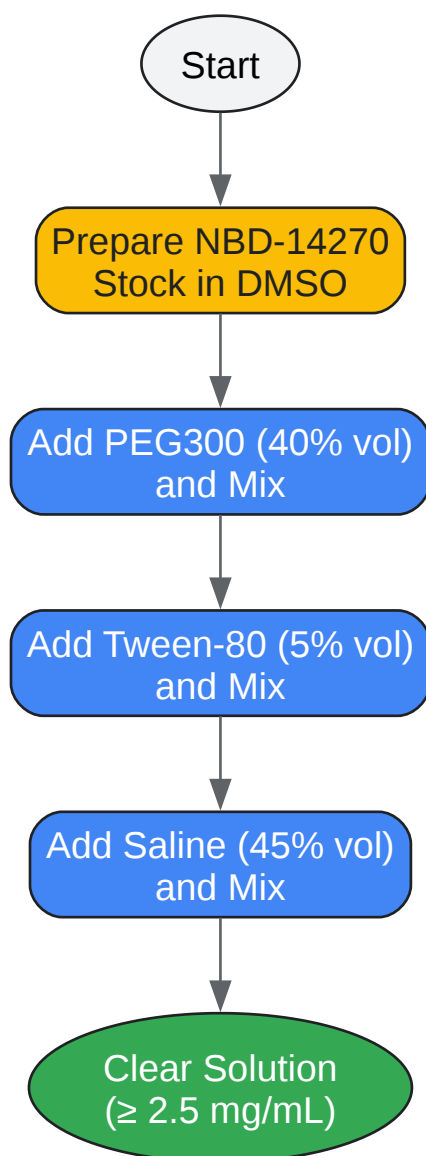 Start
Prepare NBD-14270
Stock in DMSO
Add PEG300 (40% vol)
and Mix
Add Tween-80 (5% vol)
and Mix
Add Saline (45% vol)
and Mix
Clear Solution
(≥ 2.5 mg/mL)